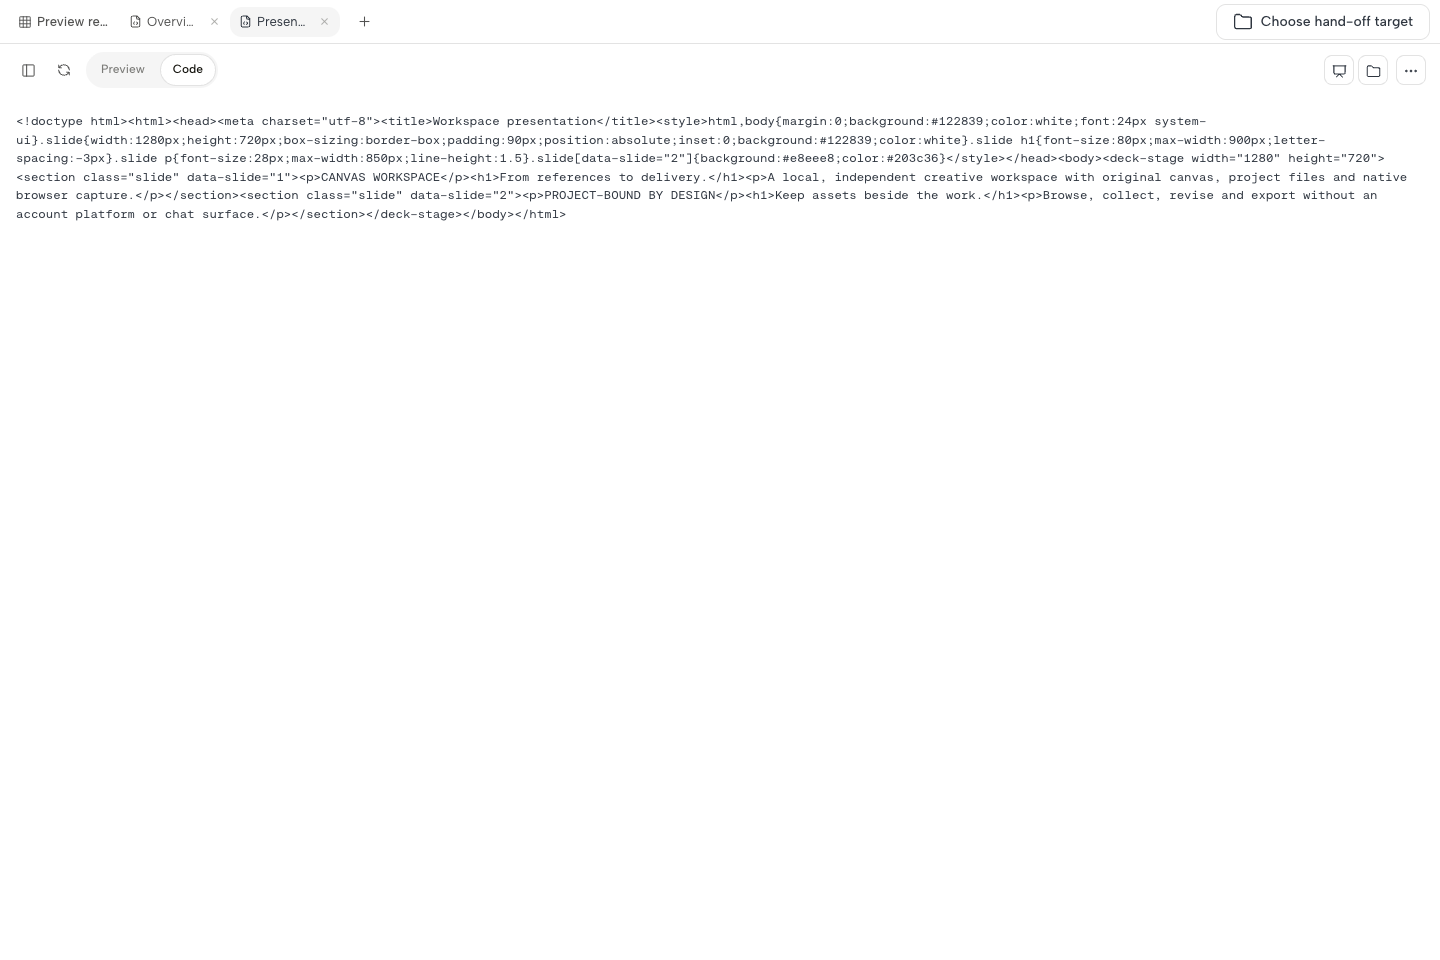 Preview re...
Overvi...
Presen...
Choose hand-off target
Preview
Code
<!doctype html><html><head><meta charset="utf-8"><title>Workspace presentation</title><style>html,body{margin:0;background:#122839;color:white;font:24px system-
ui}.slide{width:1280px;height:720px;box-sizing:border-box;padding:90px;position:absolute;inset:0;background:#122839;color:white}.slide h1{font-size:80px;max-width:900px;letter-
spacing:-3px}.slide p{font-size:28px;max-width:850px;line-height:1.5}.slide[data-slide="2"]{background:#e8eee8;color:#203c36}</style></head><body><deck-stage width="1280" height="720">
<section class="slide" data-slide="1"><p>CANVAS WORKSPACE</p><h1>From references to delivery.</h1><p>A local, independent creative workspace with original canvas, project files and native
browser capture.</p></section><section class="slide" data-slide="2"><p>PROJECT-BOUND BY DESIGN</p><h1>Keep assets beside the work.</h1><p>Browse, collect, revise and export without an
account platform or chat surface.</p></section></deck-stage></body></html>